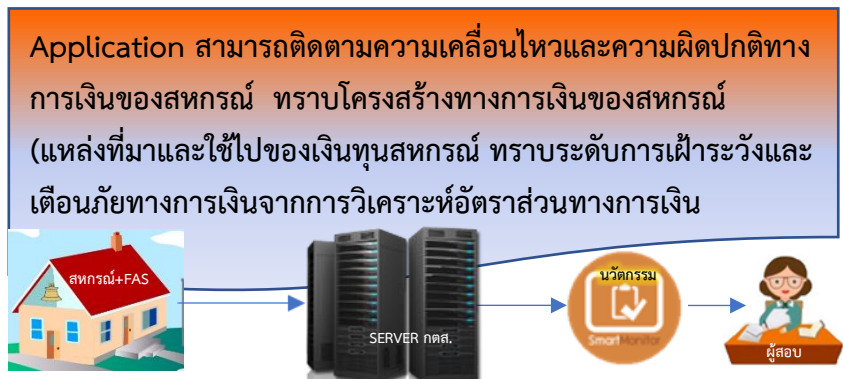 Application สามารถติดตามความเคลื่อนไหวและความผิดปกติทาง
การเงินของสหกรณ์ ทราบโครงสร้างทางการเงินของสหกรณ์
(แหล่งที่มาและใช้ไปของเงินทุนสหกรณ์ ทราบระดับการเฝ้าระวังและ
เตือนภัยทางการเงินจากการวิเคราะห์อัตราส่วนทางการเงิน
สหกรณ์+FAS
SERVER กตส.
นวัตกรรม
SmartMonitor
ผู้สอบ